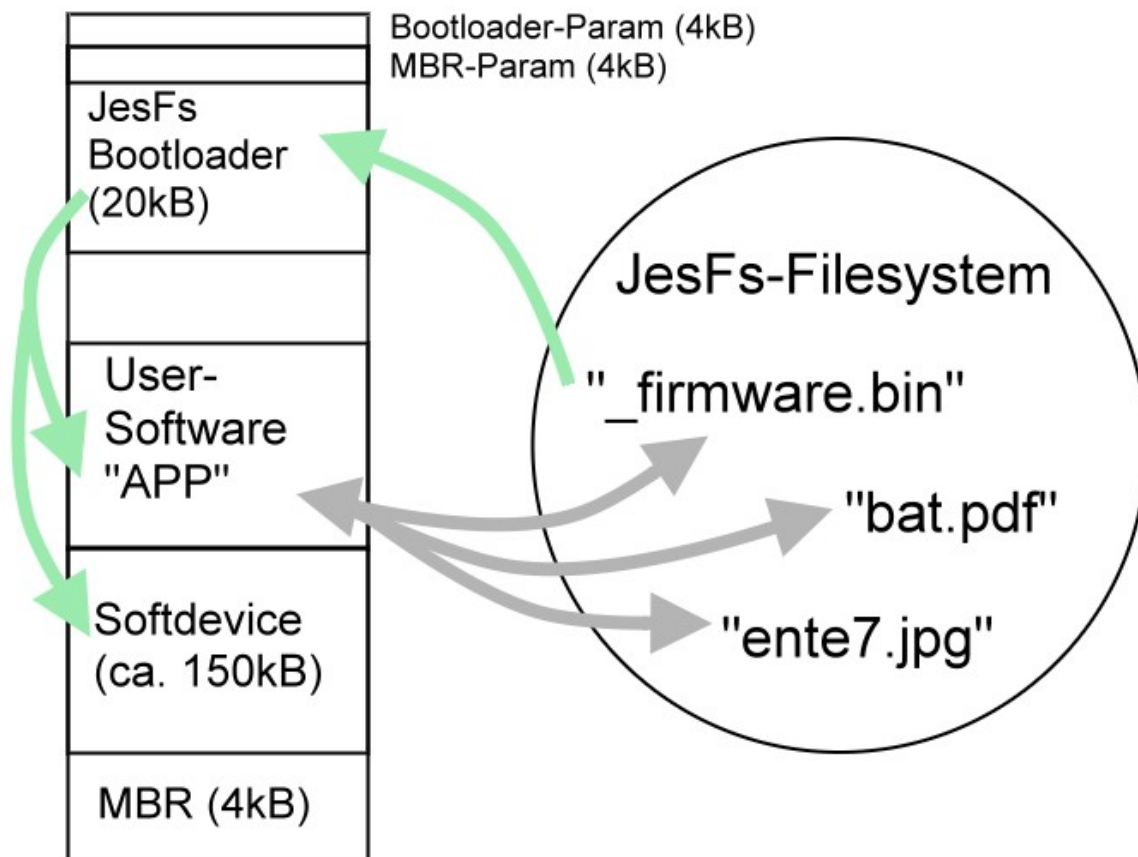 Bootloader-Param (4kB)
MBR-Param (4kB)
JesFs
Bootloader
(20kB)
User-
Software
"APP"
Softdevice
(ca. 150kB)
MBR (4kB)
JesFs-Filesystem
"_firmware.bin"
"bat.pdf"
"ente7.jpg"